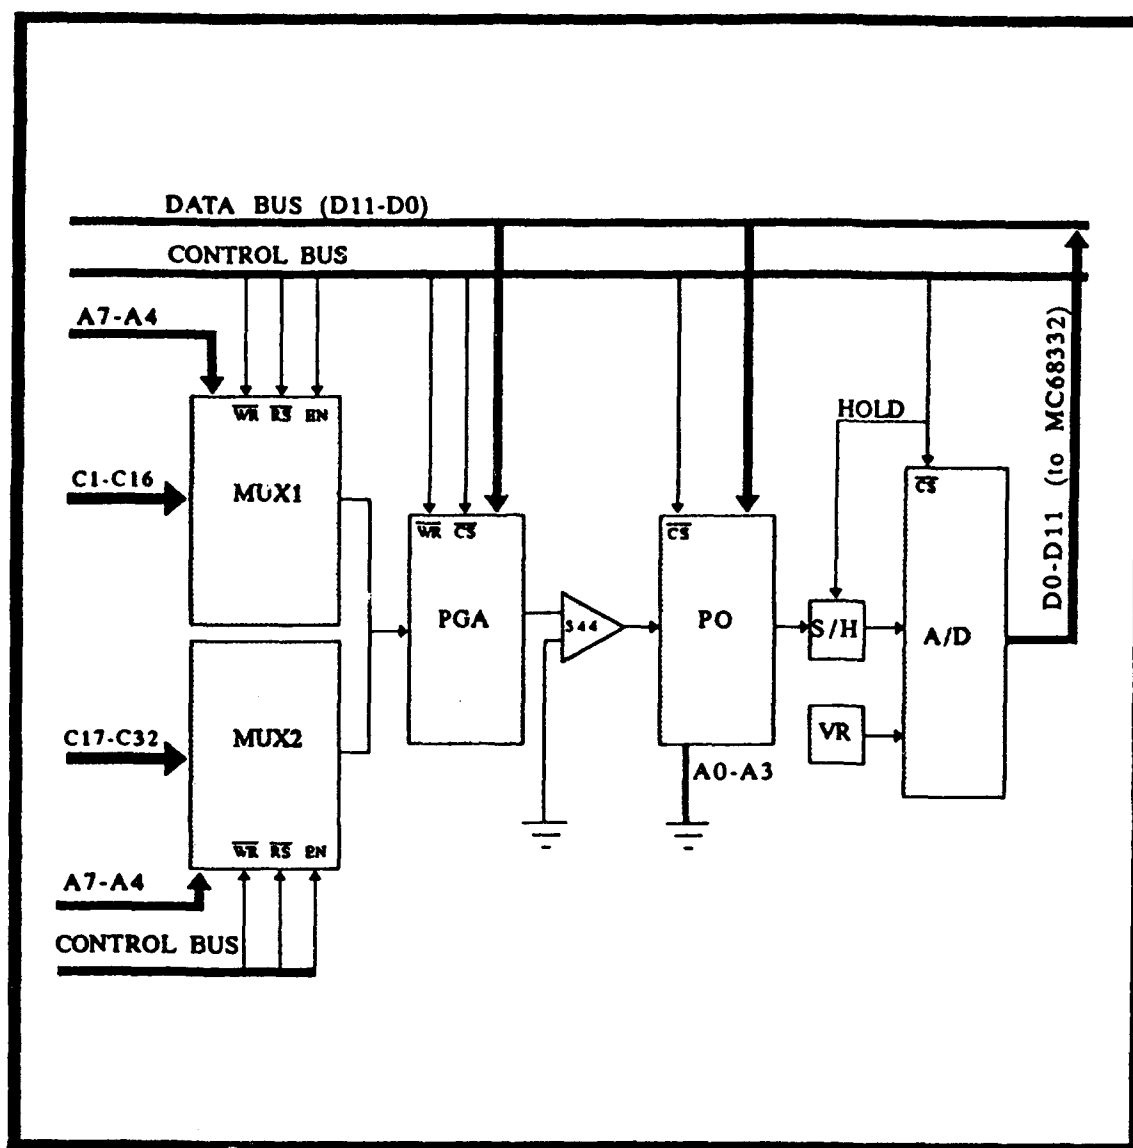 DATA BUS (D11-D0)
CONTROL BUS
A7-A4
WR RS EN
C1-C16
MUX1
WR CS
PGA
544
CS
PO
HOLD
S/H
CS
A/D
VR
D0-D11 (to MC68332)
C17-C32
MUX2
A0-A3
WR RS EN
A7-A4
CONTROL BUS